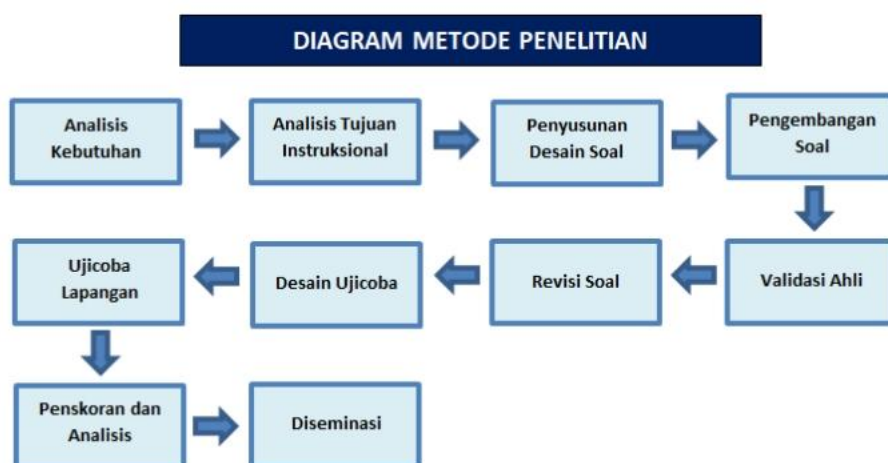 DIAGRAM METODE PENELITIAN
Analisis
Kebutuhan
Analisis Tujuan
Instruksional
Penyusunan
Desain Soal
Pengembangan
Soal
Validasi Ahli
Revisi Soal
Desain Ujicoba
Ujicoba
Lapangan
Penskoran dan
Analisis
Diseminasi